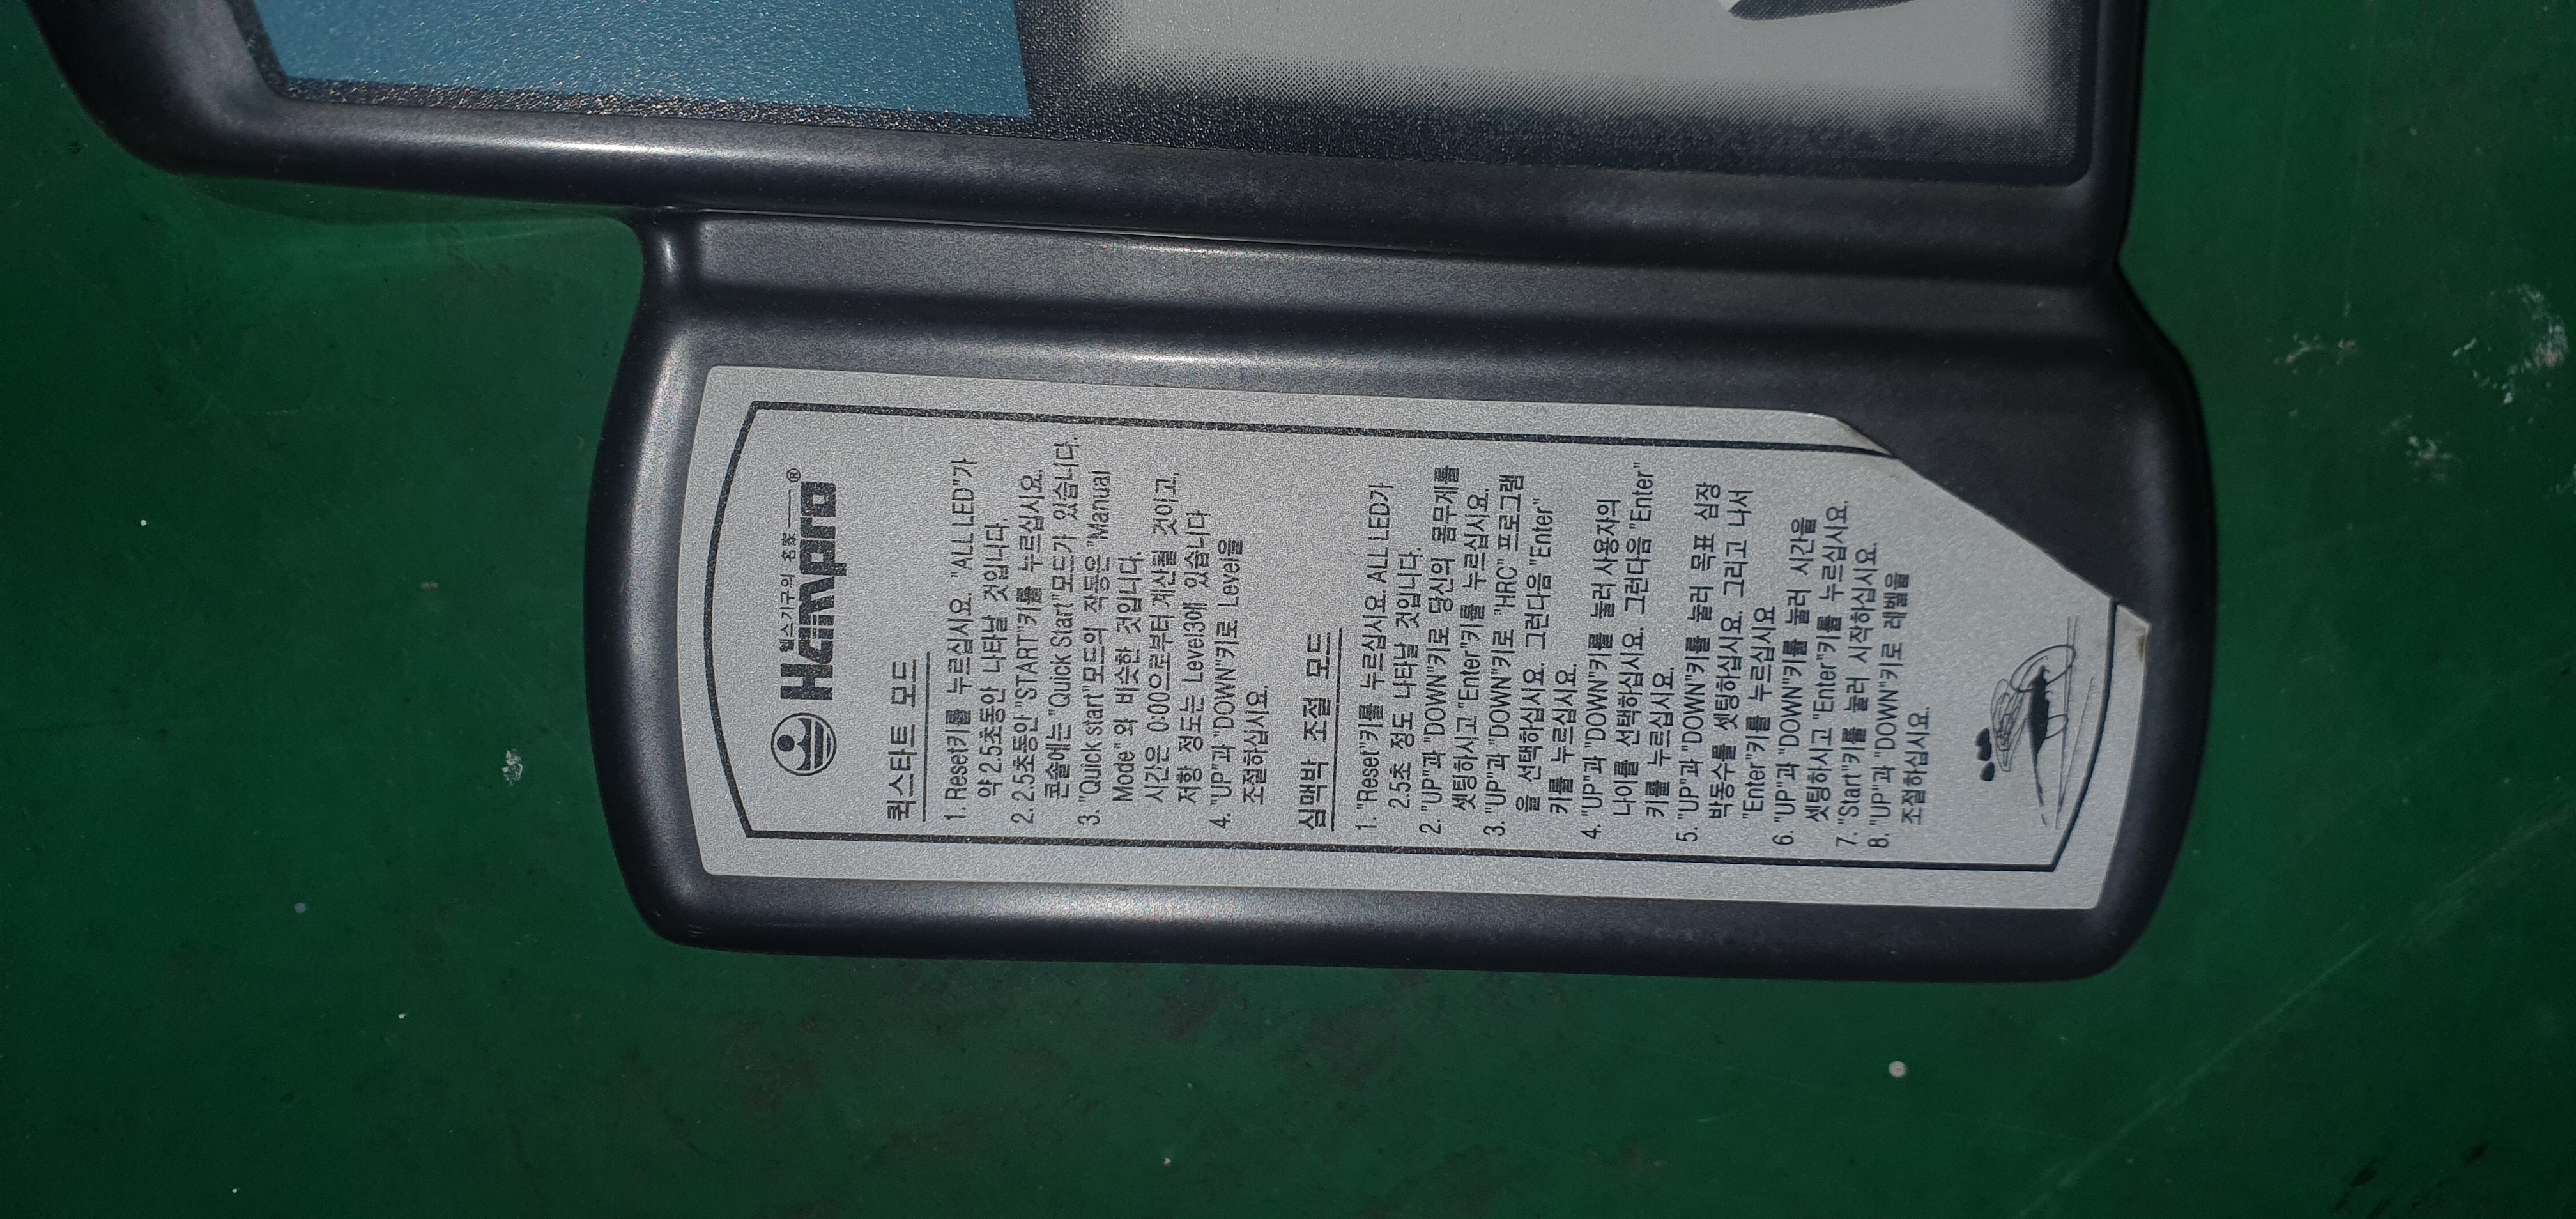 헬스기구의 名家
Hampro®
퀵스타트 모드
1. Reset키를 누르십시요. "ALL LED"가
약 2.5초동안 나타날 것입니다.
2. 2.5초동안 "START"키를 누르십시요.
콘솔에는 "Quick Start"모드가 있습니다.
3. "Quick start"모드의 작동은 "Manual
Mode"와 비슷한 것입니다.
시간은 0:00으로부터 계산될 것이고,
저항 정도는 Level3에 있습니다
4. "UP"과 "DOWN"키로 Level을
조절하십시요.
심맥박 조절 모드
1. "Reset"키를 누르십시요. ALL LED가
2.5초 정도 나타날 것입니다.
2. "UP"과 "DOWN"키로 당신의 몸무게를
셋팅하시고 "Enter"키를 누르십시요.
3. "UP"과 "DOWN"키로 "HRC" 프로그램
을 선택하십시요. 그런다음 "Enter"
키를 누르십시요.
4. "UP"과 "DOWN"키를 눌러 사용자의
나이를 선택하십시요. 그런다음 "Enter"
키를 누르십시요.
5. "UP"과 "DOWN"키를 눌러 목표 심장
박동수를 셋팅하십시요. 그리고 나서
"Enter"키를 누르십시요
6. "UP"과 "DOWN"키를 눌러 시간을
셋팅하시고 "Enter"키를 누르십시요.
7. "Start"키를 눌러 시작하십시요.
8. "UP"과 "DOWN"키로 레벨을
조절하십시요.